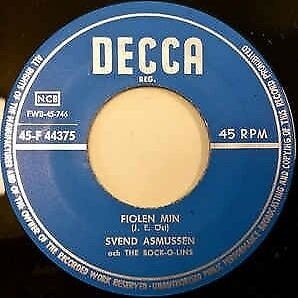 DECCA
REG.
NCB
EWB-45-746
45-F 44375
45 RPM
FIOLEN MIN
SVEND ASMUSSEN
och THE ROCK-O-LINS
ALL RIGHTS OF THE MANUFACTURER AND OF THE OWNER OF THE RECORDED WORK RESERVED UNAUTHORISED PUBLIC PERFORMANCE BROADCASTING AND COPYING OF THIS RECORD PROHIBITED